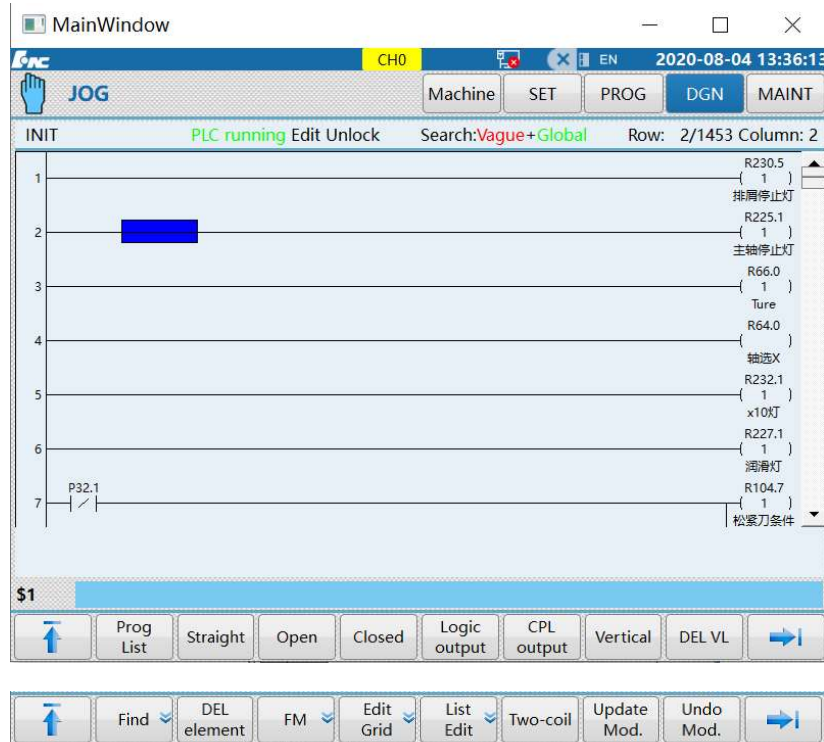 MainWindow
CH0 EN 2020-08-04 13:36:13
JOG Machine SET PROG DGN MAINT
INIT PLC running Edit Unlock Search:Vague+Global Row: 2/1453 Column: 2
R230.5
1 ( 1 )
排屑停止灯
R225.1
2 ( 1 )
主轴停止灯
R66.0
3 ( 1 )
Ture
R64.0
4 ( )
轴选X
R232.1
5 ( 1 )
x10灯
R227.1
6 ( 1 )
润滑灯
P32.1 R104.7
7 ( 1 )
松紧刀条件
$1
Prog List Straight Open Closed Logic output CPL output Vertical DEL VL
Find DEL element FM Edit Grid List Edit Two-coil Update Mod. Undo Mod.